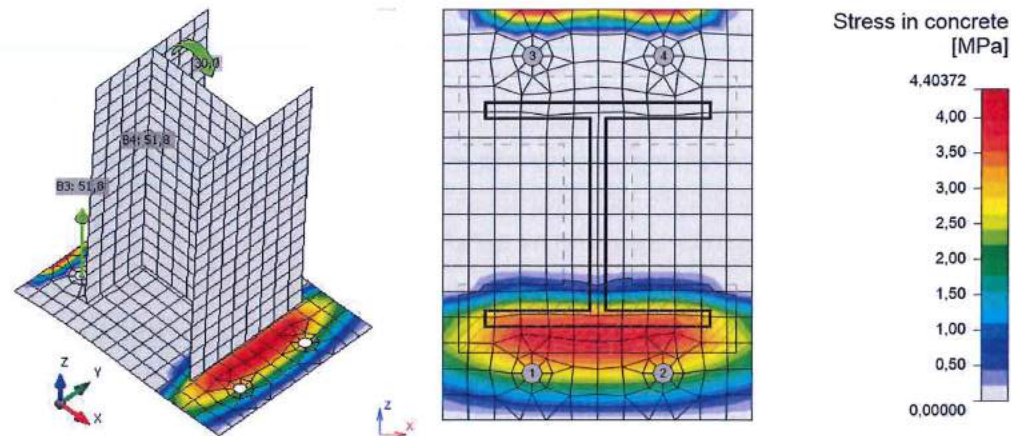 30,0
B4: 51,8
B3: 51,8
Z
Y
X
Z
X
3
4
1
2
Stress in concrete
[MPa]
4,40372
4,00
3,50
3,00
2,50
2,00
1,50
1,00
0,50
0,00000